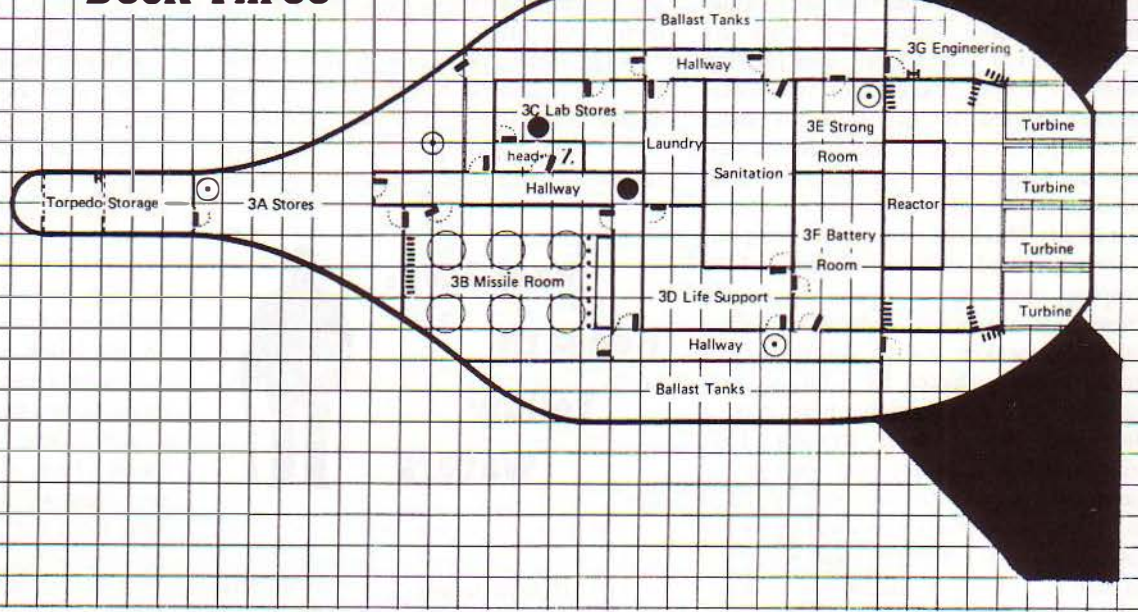 Ballast Tanks
3G Engineering
Hallway
3C Lab Stores
Turbine
3E Strong
Room
Laundry
head
Sanitation
Hallway
Turbine
Torpedo Storage
3A Stores
Reactor
3F Battery
Room
Turbine
3B Missile Room
3D Life Support
Turbine
Hallway
Ballast Tanks